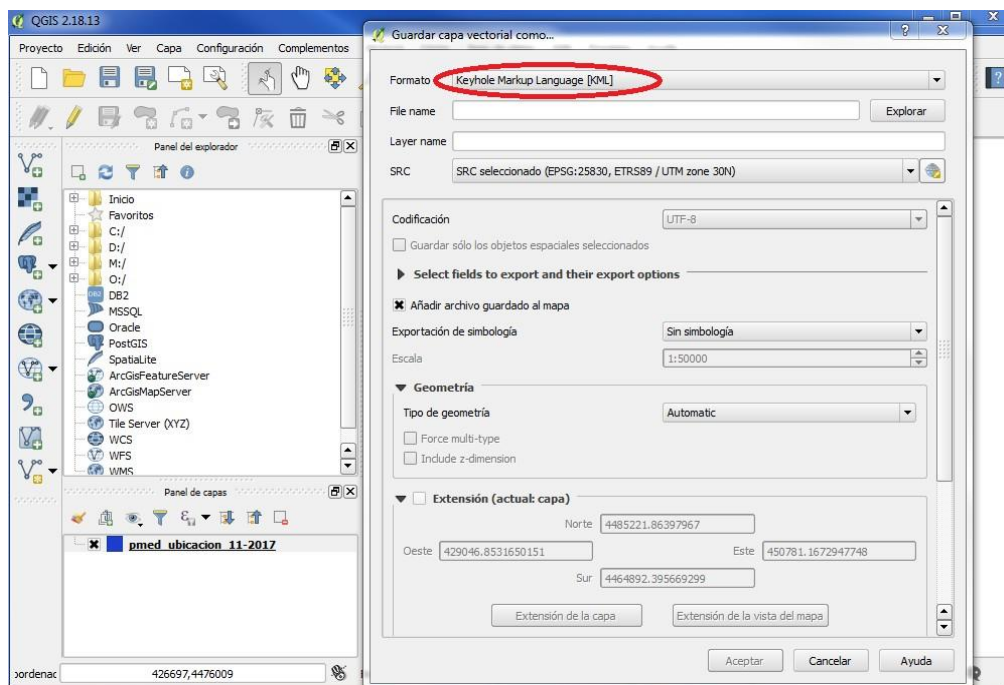 QGIS 2.18.13
Proyecto Edición Ver Capa Configuración Complementos
Panel del explorador
Inicio
Favoritos
C:/
D:/
M:/
O:/
DB2
MSSQL
Oracle
PostGIS
SpatiaLite
ArcGisFeatureServer
ArcGisMapServer
OWS
Tile Server (XYZ)
WCS
WFS
WMS
Panel de capas
pmed_ubicacion_11-2017
oordenac 426697,4476009
Guardar capa vectorial como...
Formato Keyhole Markup Language [KML]
File name Explorar
Layer name
SRC SRC seleccionado (EPSG:25830, ETRS89 / UTM zone 30N)
Codificación UTF-8
Guardar sólo los objetos espaciales seleccionados
Select fields to export and their export options
Añadir archivo guardado al mapa
Exportación de simbología Sin simbología
Escala 1:50000
Geometría
Tipo de geometría Automatic
Force multi-type
Include z-dimension
Extensión (actual: capa)
Norte 4485221.86397967
Oeste 429046.8531650151 Este 450781.1672947748
Sur 4464892.395669299
Extensión de la capa Extensión de la vista del mapa
Aceptar Cancelar Ayuda